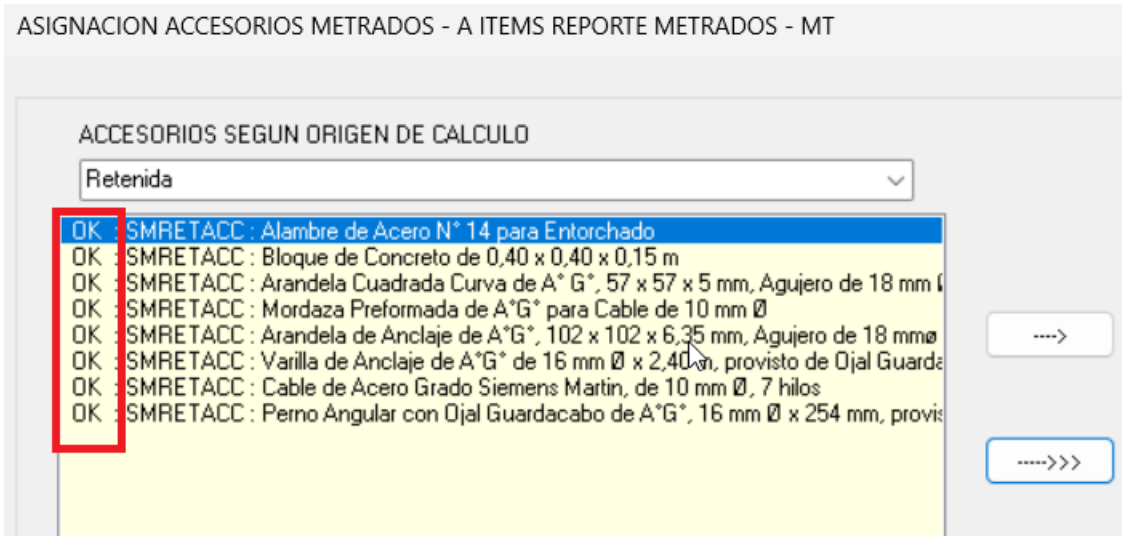 ASIGNACION ACCESORIOS METRADOS - A ITEMS REPORTE METRADOS - MT
ACCESORIOS SEGUN ORIGEN DE CALCULO
Retenida
OK : SMRETACC : Alambre de Acero N° 14 para Entorchado
OK : SMRETACC : Bloque de Concreto de 0,40 x 0,40 x 0,15 m
OK : SMRETACC : Arandela Cuadrada Curva de A° G°, 57 x 57 x 5 mm, Agujero de 18 mm
OK : SMRETACC : Mordaza Preformada de A°G° para Cable de 10 mm Ø
OK : SMRETACC : Arandela de Anclaje de A°G°, 102 x 102 x 6,35 mm, Agujero de 18 mmø
OK : SMRETACC : Varilla de Anclaje de A°G° de 16 mm Ø x 2,40 m, provisto de Ojal Guarda
OK : SMRETACC : Cable de Acero Grado Siemens Martin, de 10 mm Ø, 7 hilos
OK : SMRETACC : Perno Angular con Ojal Guardacabo de A°G°, 16 mm Ø x 254 mm, provis
---->
----->>>